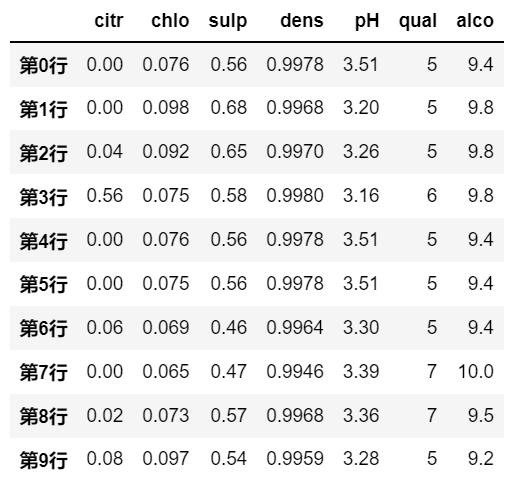 citr chlo sulp dens pH qual alco
第0行 0.00 0.076 0.56 0.9978 3.51 5 9.4
第1行 0.00 0.098 0.68 0.9968 3.20 5 9.8
第2行 0.04 0.092 0.65 0.9970 3.26 5 9.8
第3行 0.56 0.075 0.58 0.9980 3.16 6 9.8
第4行 0.00 0.076 0.56 0.9978 3.51 5 9.4
第5行 0.00 0.075 0.56 0.9978 3.51 5 9.4
第6行 0.06 0.069 0.46 0.9964 3.30 5 9.4
第7行 0.00 0.065 0.47 0.9946 3.39 7 10.0
第8行 0.02 0.073 0.57 0.9968 3.36 7 9.5
第9行 0.08 0.097 0.54 0.9959 3.28 5 9.2